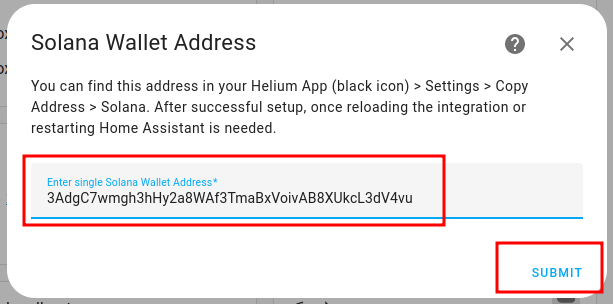 Solana Wallet Address
You can find this address in your Helium App (black icon) > Settings > Copy
Address > Solana. After successful setup, once reloading the integration or
restarting Home Assistant is needed.
Enter single Solana Wallet Address*
3AdgC7wmgh3hHy2a8WAf3TmaBxVoivAB8XUkcL3dV4vu
SUBMIT